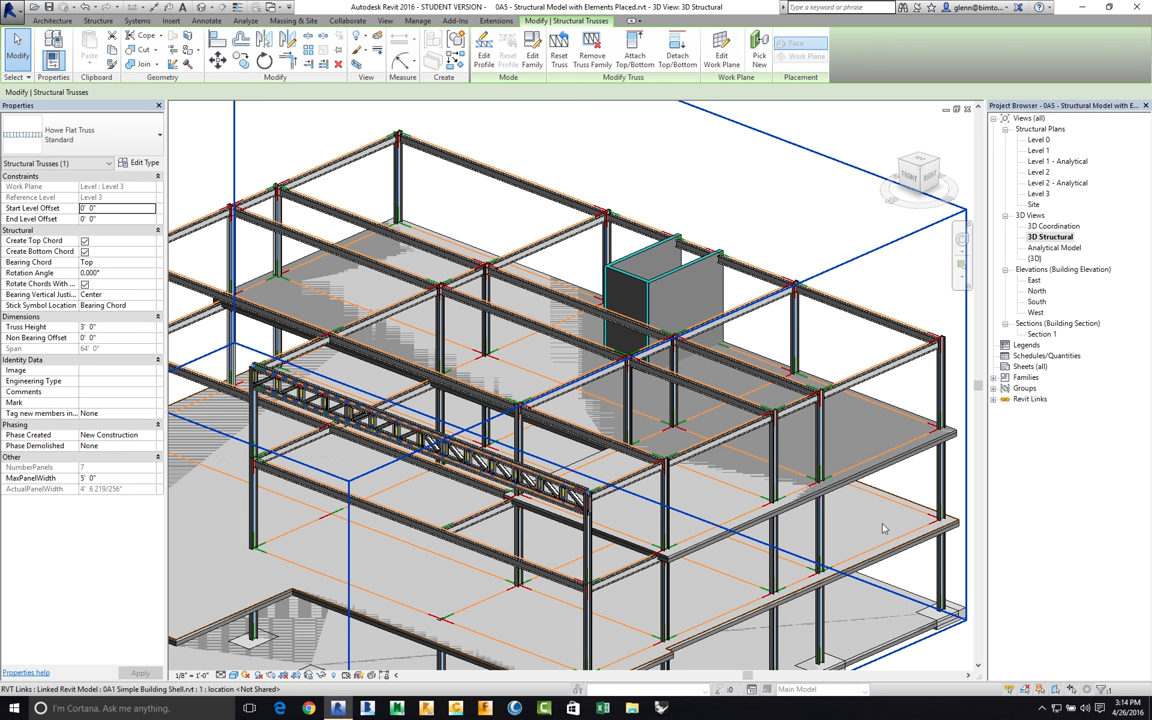 Autodesk Revit 2016 - STUDENT VERSION - 0A5 - Structural Model with Elements Placed.rvt - 3D View: 3D Structural
Type a keyword or phrase
glenn@bimto...
Architecture Structure Systems Insert Annotate Analyze Massing & Site Collaborate View Manage Add-Ins Extensions Modify | Structural Trusses
Modify Paste Cope Cut Join Edit Profile Reset Profile Edit Family Reset Truss Remove Truss Family Attach Top/Bottom Detach Top/Bottom Edit Work Plane Pick New Face Work Plane
Select Properties Clipboard Geometry Modify View Measure Create Mode Modify Truss Work Plane Placement
Modify | Structural Trusses
Properties
Howe Flat Truss
Standard
Structural Trusses (1) Edit Type
Constraints
Work Plane Level : Level 3
Reference Level Level 3
Start Level Offset 0' 0"
End Level Offset 0' 0"
Structural
Create Top Chord
Create Bottom Chord
Bearing Chord Top
Rotation Angle 0.000°
Rotate Chords With ...
Bearing Vertical Justi... Center
Stick Symbol Location Bearing Chord
Dimensions
Truss Height 3' 0"
Non Bearing Offset 0' 0"
Span 64' 0"
Identity Data
Image
Engineering Type
Comments
Mark
Tag new members in... None
Phasing
Phase Created New Construction
Phase Demolished None
Other
NumberPanels 7
MaxPanelWidth 5' 0"
ActualPanelWidth 4' 6 219/256"
Properties help Apply
FRONT RIGHT
Project Browser - 0A5 - Structural Model with E...
Views (all)
Structural Plans
Level 0
Level 1
Level 1 - Analytical
Level 2
Level 2 - Analytical
Level 3
Site
3D Views
3D Coordination
3D Structural
Analytical Model
{3D}
Elevations (Building Elevation)
East
North
South
West
Sections (Building Section)
Section 1
Legends
Schedules/Quantities
Sheets (all)
Families
Groups
Revit Links
1/8" = 1'-0"
RVT Links : Linked Revit Model : 0A1 Simple Building Shell.rvt : 1 : location <Not Shared>
:0 Main Model :1
I'm Cortana. Ask me anything.
3:14 PM
4/26/2016